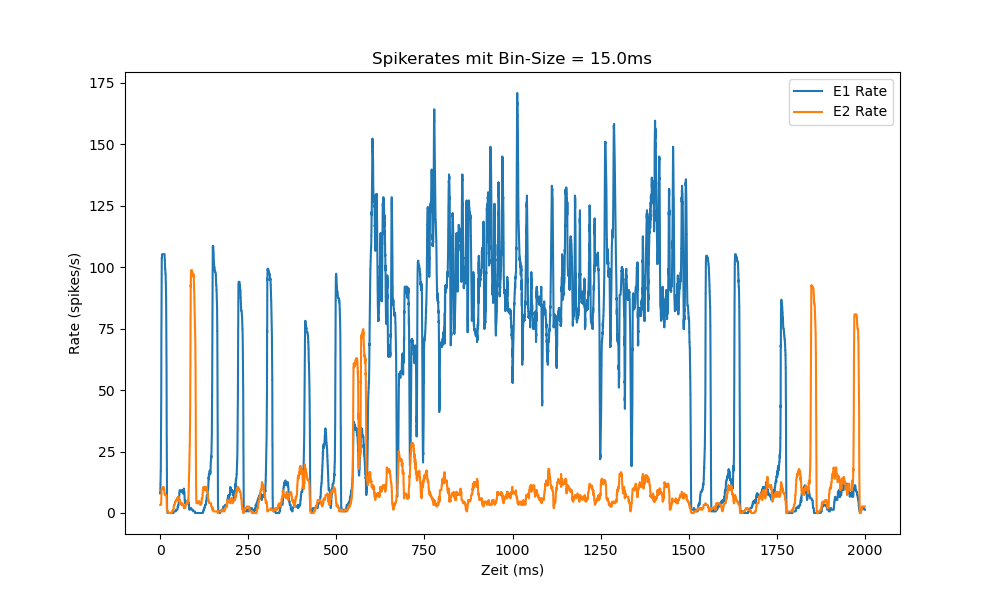 Spikerates mit Bin-Size = 15.0ms
E1 Rate
E2 Rate
175
150
125
100
75
50
25
0
Rate (spikes/s)
0 250 500 750 1000 1250 1500 1750 2000
Zeit (ms)